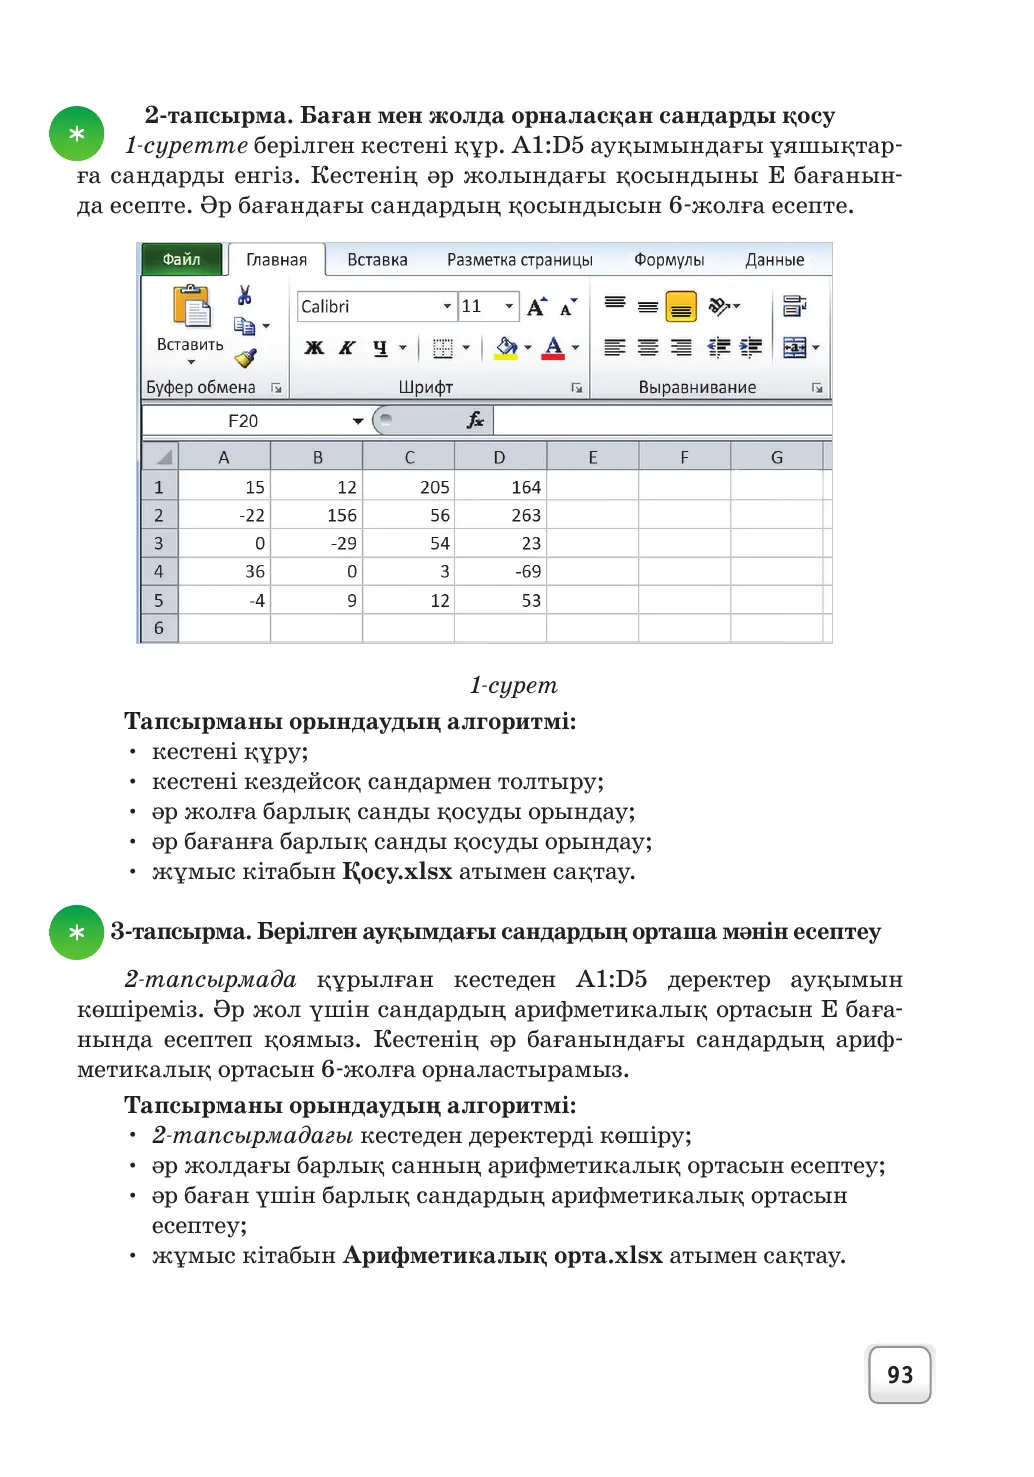 2-тапсырма. Баған мен жолда орналасқан сандарды қосу
1-суретте берілген кестені құр. А1:D5 ауқымындағы ұяшықтар-
ға сандарды енгіз. Кестенің әр жолындағы қосындыны Е бағанын-
да есепте. Әр бағандағы сандардың қосындысын 6-жолға есепте.
Файл Главная Вставка Разметка страницы Формулы Данные
Calibri 11 А А
Вставить Ж К Ч А
Буфер обмена Шрифт Выравнивание
F20 fx
A B C D E F G
1 15 12 205 164
2 -22 156 56 263
3 0 -29 54 23
4 36 0 3 -69
5 -4 9 12 53
6
1-сурет
Тапсырманы орындаудың алгоритмі:
• кестені құру;
• кестені кездейсоқ сандармен толтыру;
• әр жолға барлық санды қосуды орындау;
• әр бағанға барлық санды қосуды орындау;
• жұмыс кітабын Қосу.xlsx атымен сақтау.
3-тапсырма. Берілген ауқымдағы сандардың орташа мәнін есептеу
2-тапсырмада құрылған кестеден А1:D5 деректер ауқымын
көшіреміз. Әр жол үшін сандардың арифметикалық ортасын Е баға-
нында есептеп қоямыз. Кестенің әр бағанындағы сандардың ариф-
метикалық ортасын 6-жолға орналастырамыз.
Тапсырманы орындаудың алгоритмі:
• 2-тапсырмадағы кестеден деректерді көшіру;
• әр жолдағы барлық санның арифметикалық ортасын есептеу;
• әр баған үшін барлық сандардың арифметикалық ортасын
есептеу;
• жұмыс кітабын Арифметикалық орта.xlsx атымен сақтау.
93